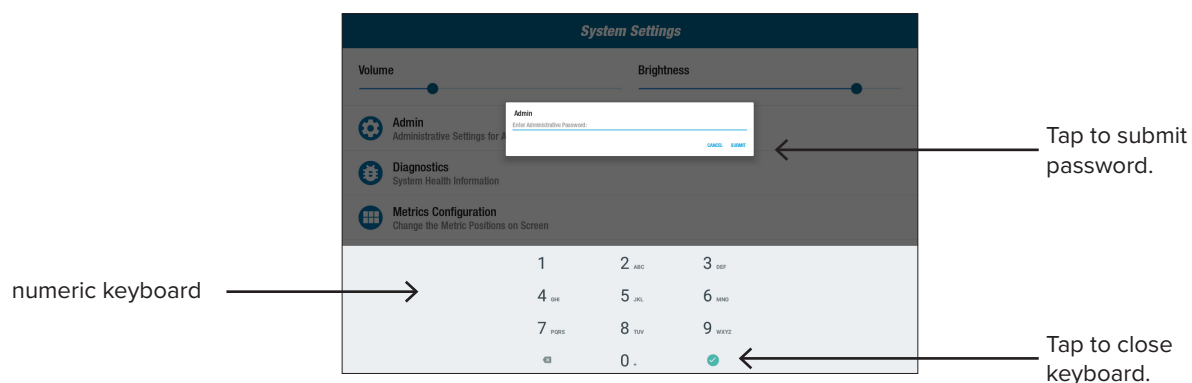 System Settings
Volume
Brightness
Admin
Enter Administrative Password:
CANCEL SUBMIT
Admin
Administrative Settings for A
Diagnostics
System Health Information
Metrics Configuration
Change the Metric Positions on Screen
Tap to submit
password.
numeric keyboard
1 2 ABC 3 DEF
4 GHI 5 JKL 6 MNO
7 PQRS 8 TUV 9 WXYZ
0 +
Tap to close
keyboard.